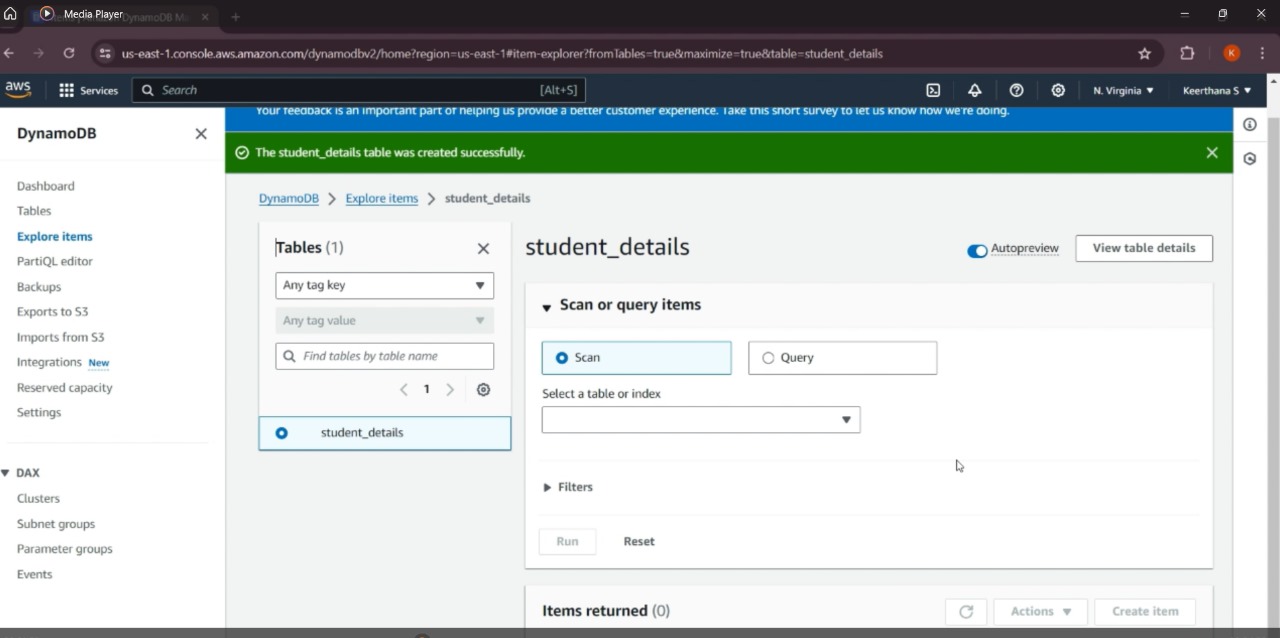 Media Player
us-east-1.console.aws.amazon.com/dynamodbv2/home?region=us-east-1#item-explorer?fromTables=true&maximize=true&table=student_details
K
aws
Services
Search
[Alt+S]
N. Virginia
Keerthana S
DynamoDB
Dashboard
Tables
Explore items
PartiQL editor
Backups
Exports to S3
Imports from S3
Integrations New
Reserved capacity
Settings
DAX
Clusters
Subnet groups
Parameter groups
Events
Your feedback is an important part of helping us provide a better customer experience. Take this short survey to let us know how we're doing.
The student_details table was created successfully.
DynamoDB > Explore items > student_details
Tables (1)
Any tag key
Any tag value
Find tables by table name
1
student_details
student_details
Autopreview
View table details
Scan or query items
Scan
Query
Select a table or index
Filters
Run
Reset
Items returned (0)
Actions
Create item